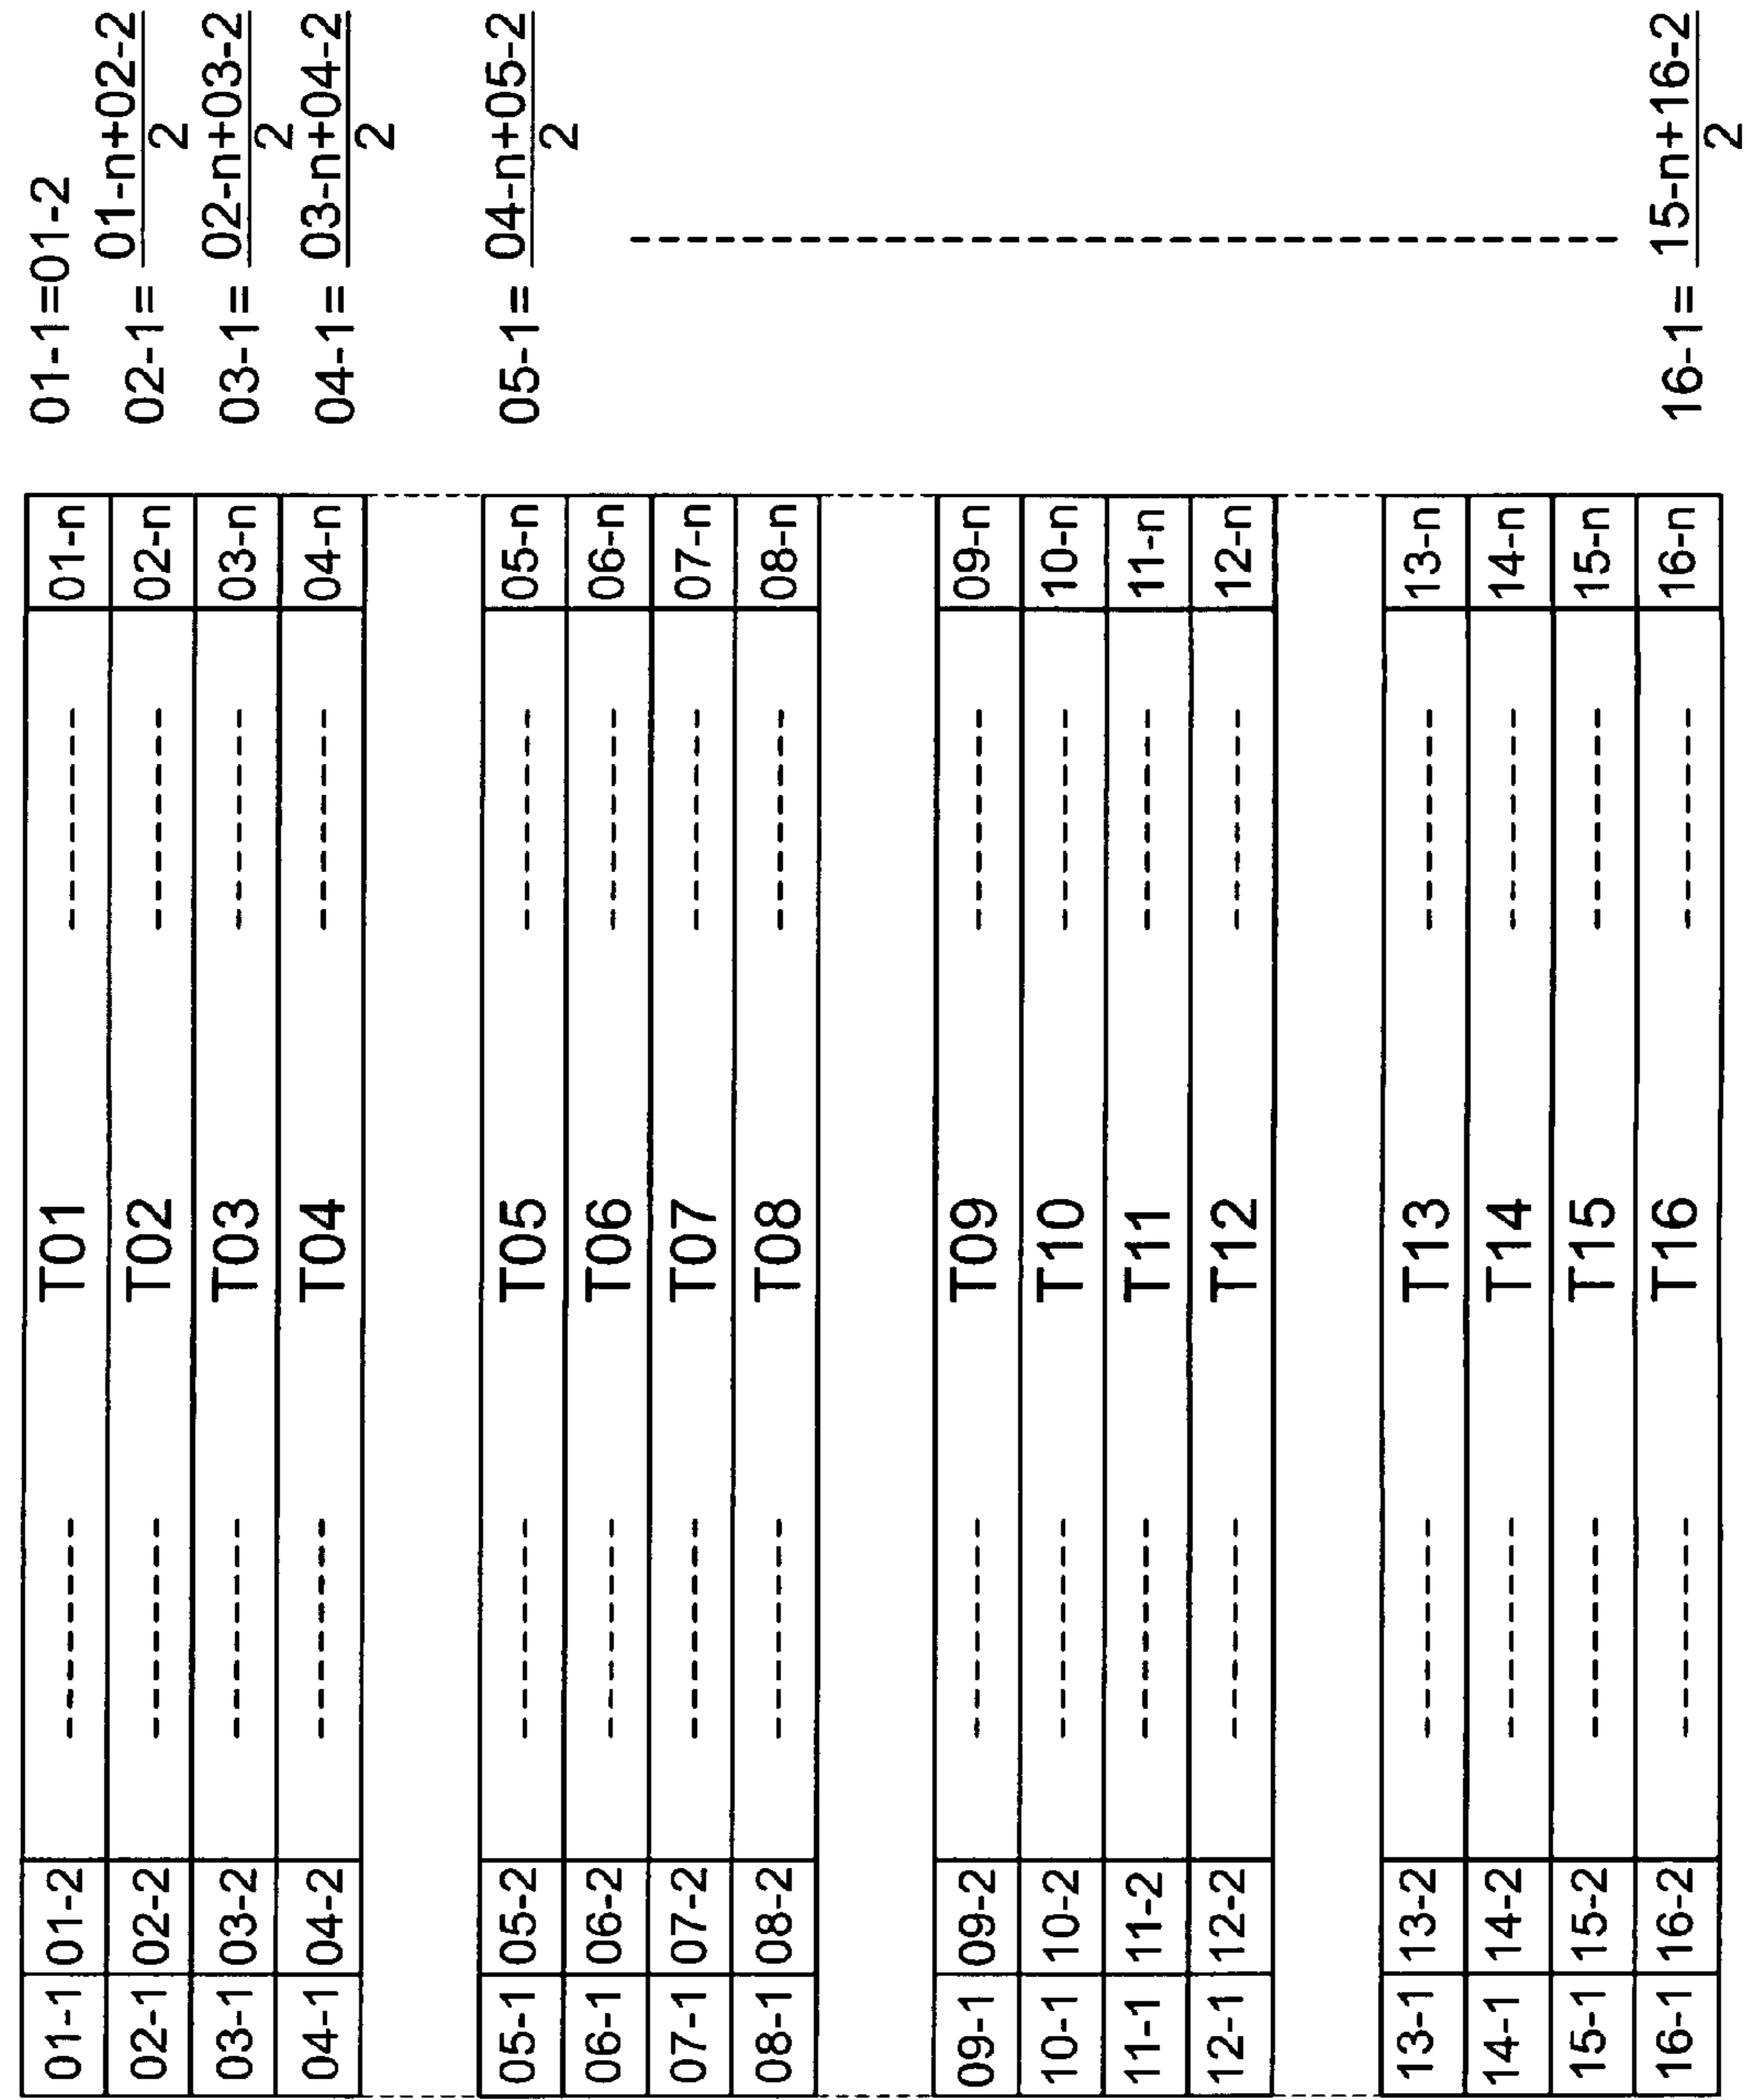 01-1 01-2 -------- T01 -------- 01-n 01-1=01-2
02-1 02-2 -------- T02 -------- 02-n 02-1= 01-n+02-2 / 2
03-1 03-2 -------- T03 -------- 03-n 03-1= 02-n+03-2 / 2
04-1 04-2 -------- T04 -------- 04-n 04-1= 03-n+04-2 / 2
05-1 05-2 -------- T05 -------- 05-n 05-1= 04-n+05-2 / 2
06-1 06-2 -------- T06 -------- 06-n
07-1 07-2 -------- T07 -------- 07-n
08-1 08-2 -------- T08 -------- 08-n
09-1 09-2 -------- T09 -------- 09-n
10-1 10-2 -------- T10 -------- 10-n
11-1 11-2 -------- T11 -------- 11-n
12-1 12-2 -------- T12 -------- 12-n
13-1 13-2 -------- T13 -------- 13-n
14-1 14-2 -------- T14 -------- 14-n
15-1 15-2 -------- T15 -------- 15-n
16-1 16-2 -------- T16 -------- 16-n 16-1= 15-n+16-2 / 2